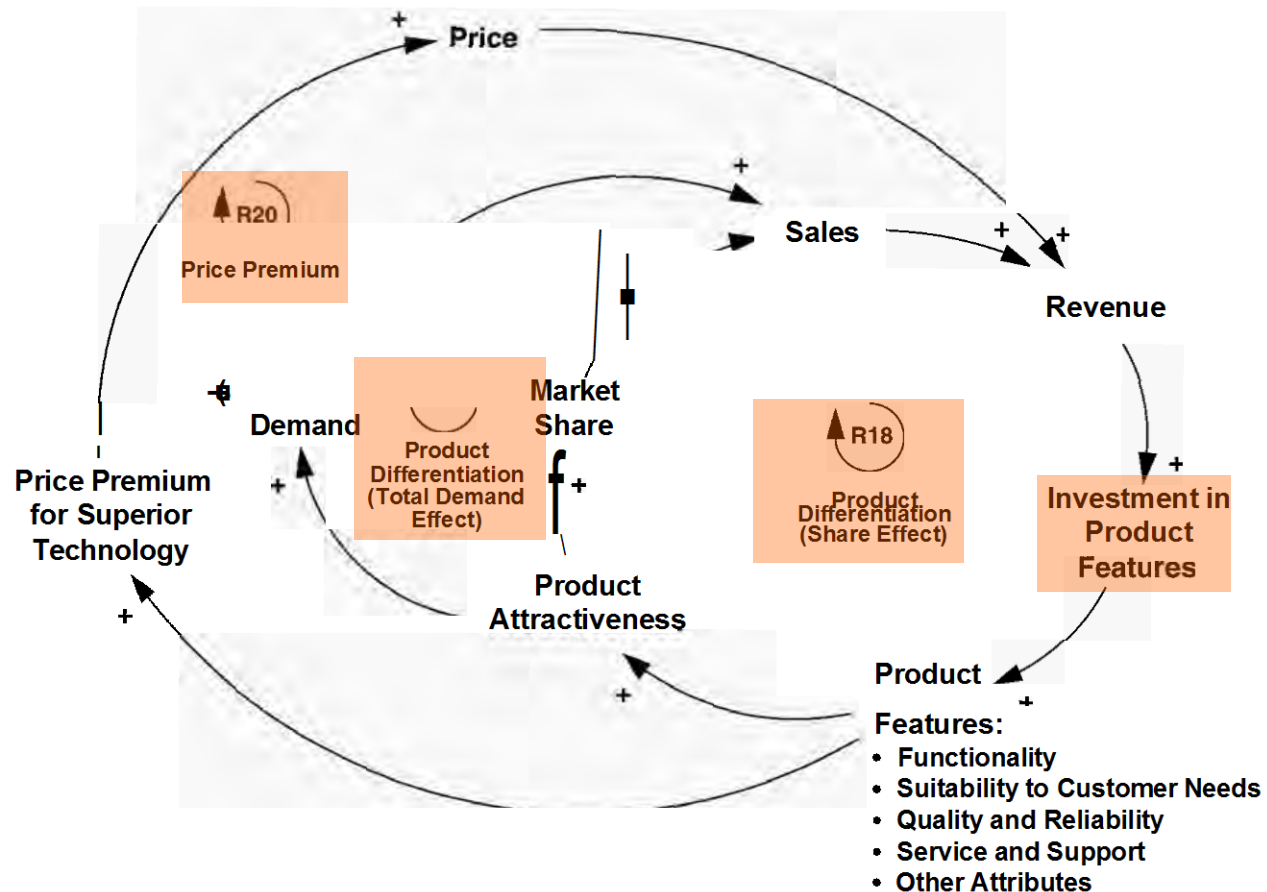 +
Price
+
R20
Price Premium
Sales
+
+
Revenue
Market
Share
Demand
Product
Differentiation
(Total Demand
Effect)
+
+
R18
Product
Differentiation
(Share Effect)
+
Investment in
Product
Features
Price Premium
for Superior
Technology
+
Product
Attractiveness
+
Product
+
Features:
• Functionality
• Suitability to Customer Needs
• Quality and Reliability
• Service and Support
• Other Attributes